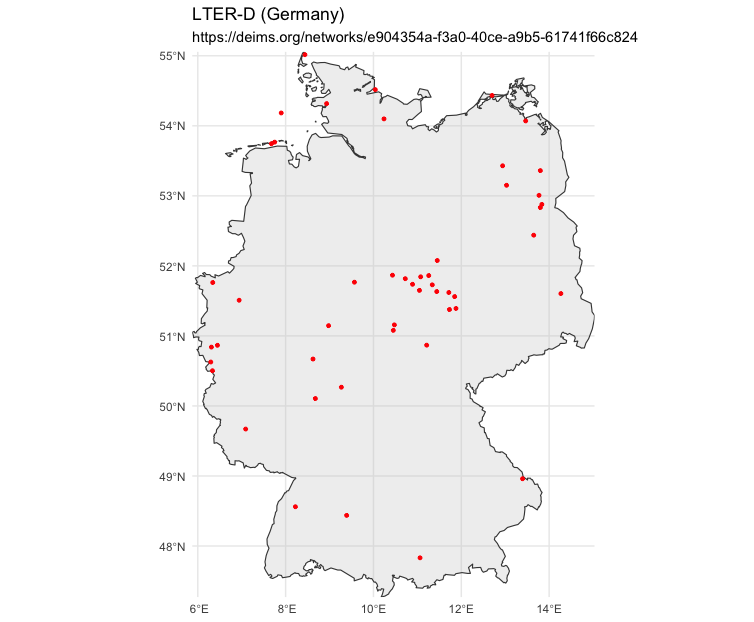 LTER-D (Germany)
https://deims.org/networks/e904354a-f3a0-40ce-a9b5-61741f66c824
55°N
54°N
53°N
52°N
51°N
50°N
49°N
48°N
6°E 8°E 10°E 12°E 14°E